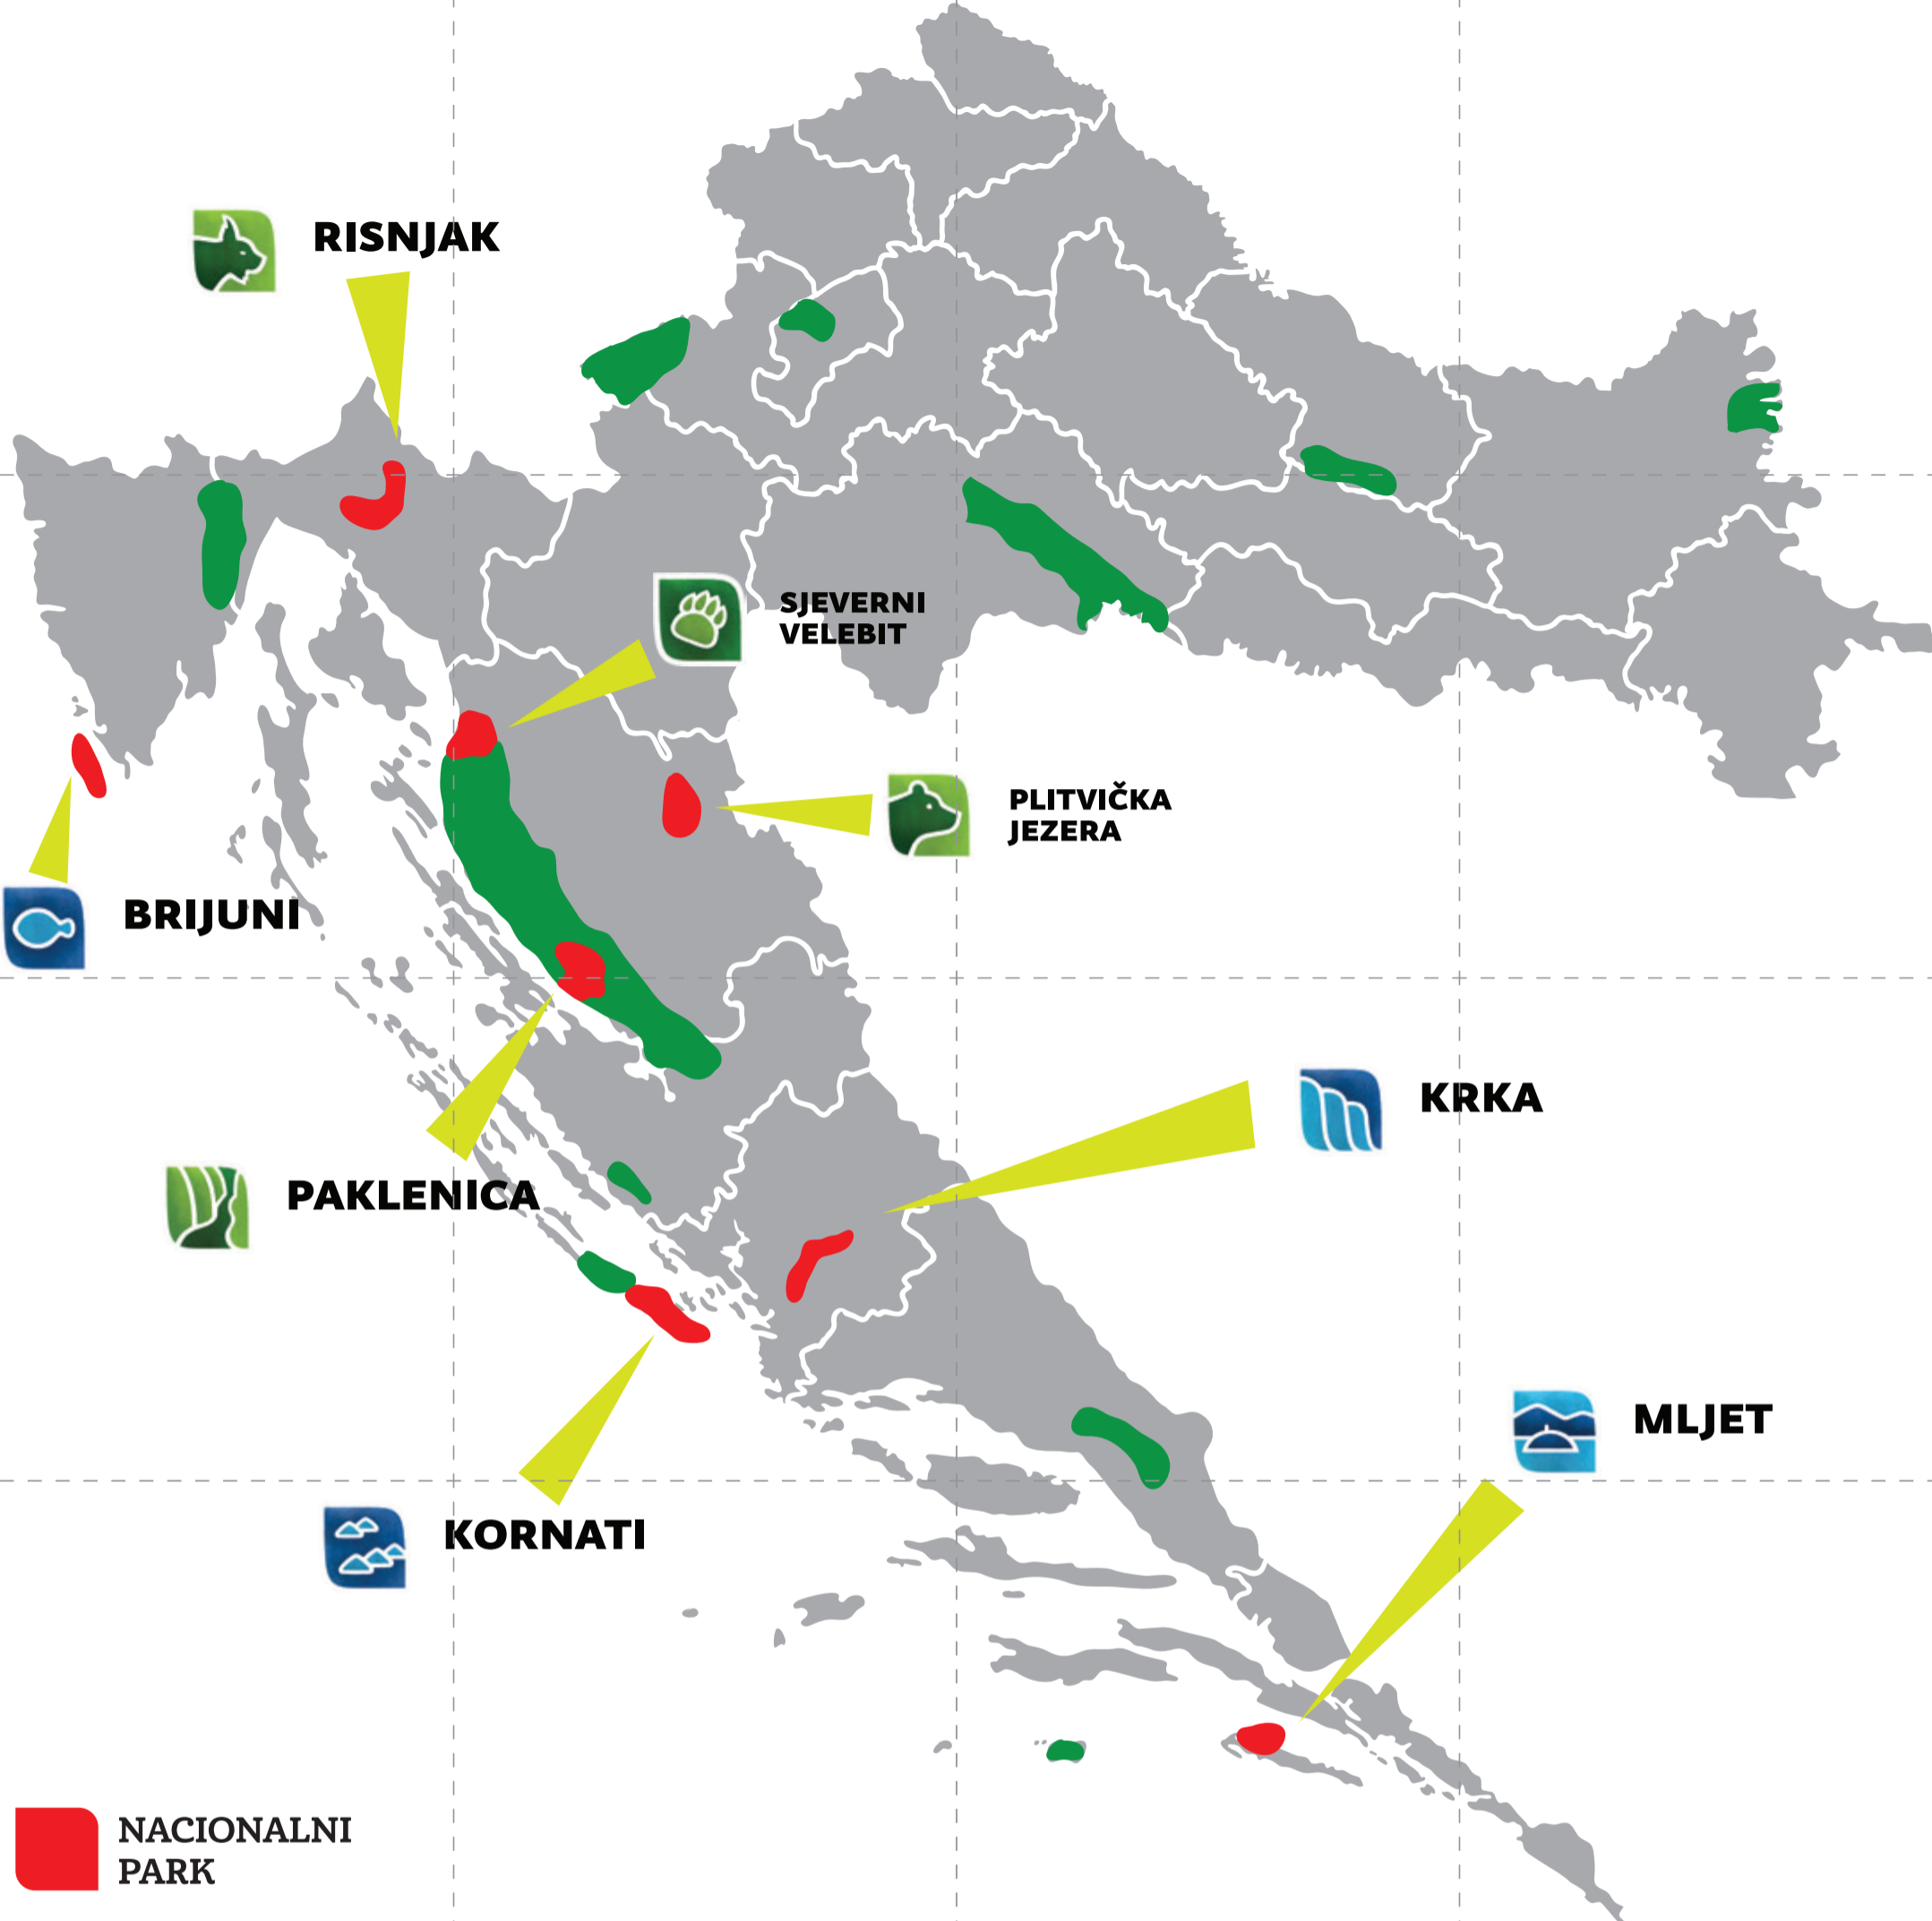 RISNJAK
SJEVERNI
VELEBIT
PLITVIČKA
JEZERA
BRIJUNI
KRKA
PAKLENICA
MLJET
KORNATI
NACIONALNI
PARK